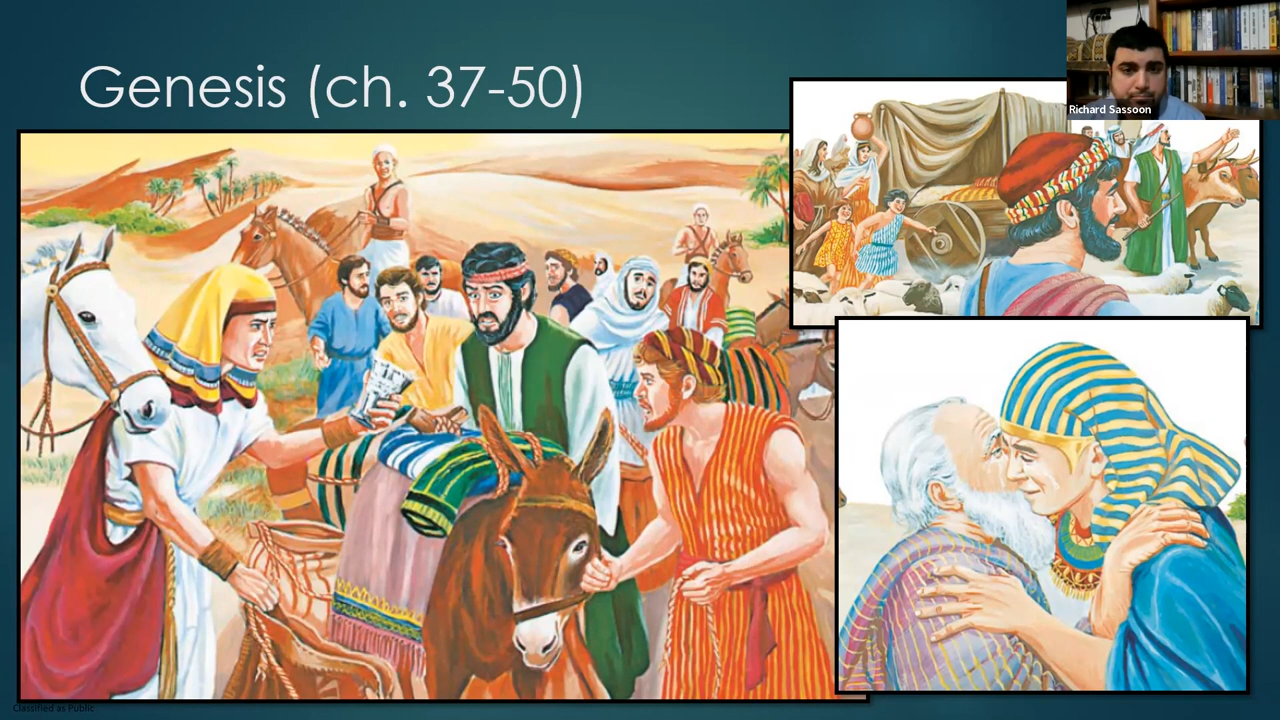 Genesis (ch. 37-50)
Richard Sassoon
Classified as Public